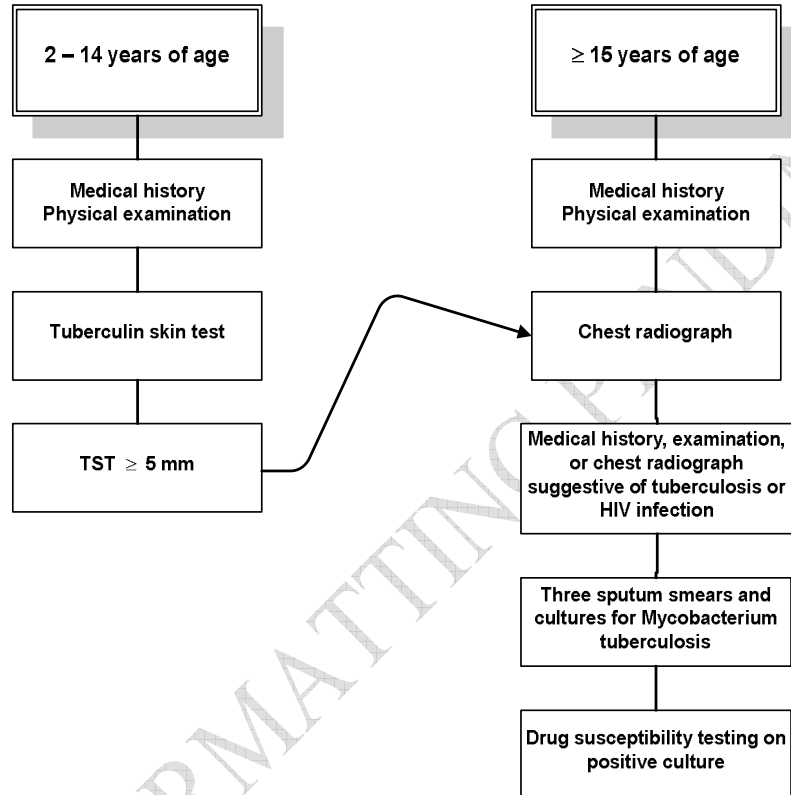 2 – 14 years of age
Medical history
Physical examination
Tuberculin skin test
TST ≥ 5 mm
≥ 15 years of age
Medical history
Physical examination
Chest radiograph
Medical history, examination,
or chest radiograph
suggestive of tuberculosis or
HIV infection
Three sputum smears and
cultures for Mycobacterium
tuberculosis
Drug susceptibility testing on
positive culture